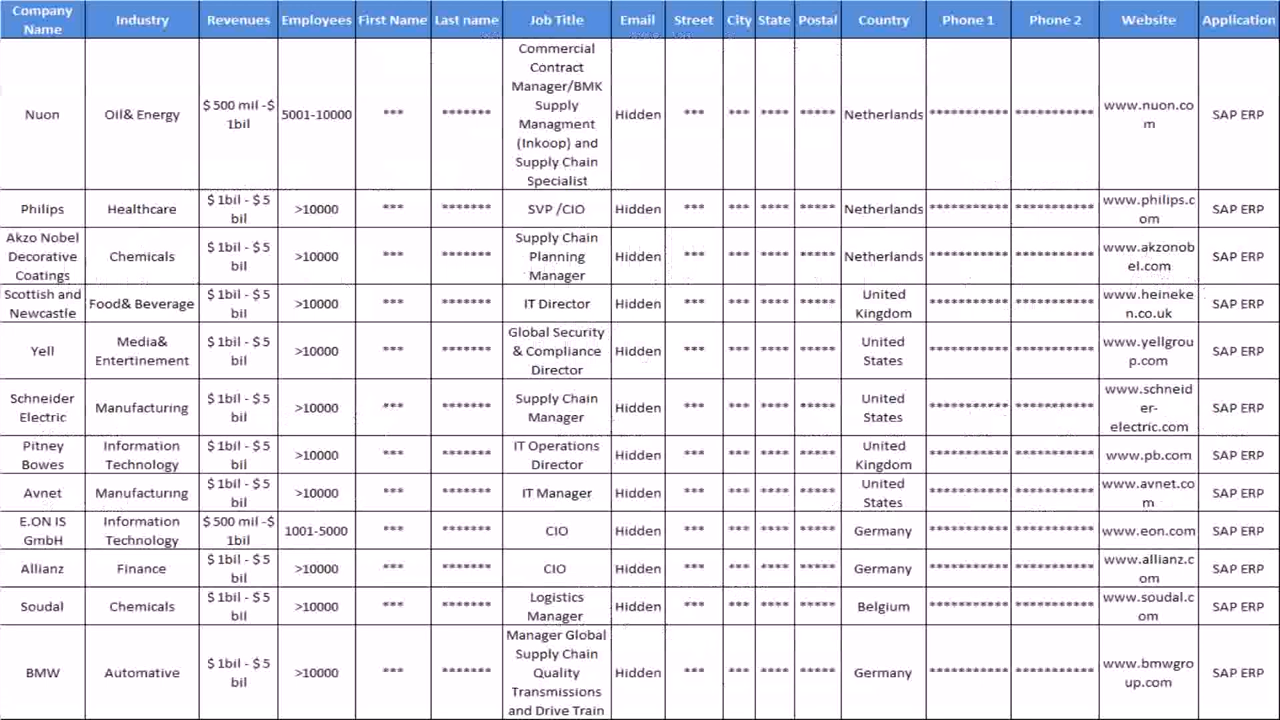 Company Name Industry Revenues Employees First Name Last name Job Title Email Street City State Postal Country Phone 1 Phone 2 Website Application
Nuon Oil& Energy $ 500 mil -$ 1bil 5001-10000 *** ******* Commercial Contract Manager/BMK Supply Managment (Inkoop) and Supply Chain Specialist Hidden *** *** **** ***** Netherlands ********** ********** www.nuon.com SAP ERP
Philips Healthcare $ 1bil - $ 5 bil >10000 *** ******* SVP /CIO Hidden *** *** **** ***** Netherlands ********** ********** www.philips.com SAP ERP
Akzo Nobel Decorative Coatings Chemicals $ 1bil - $ 5 bil >10000 *** ******* Supply Chain Planning Manager Hidden *** *** **** ***** Netherlands ********** ********** www.akzonobel.com SAP ERP
Scottish and Newcastle Food& Beverage $ 1bil - $ 5 bil >10000 *** ******* IT Director Hidden *** *** **** ***** United Kingdom ********** ********** www.heineken.co.uk SAP ERP
Yell Media& Entertinement $ 1bil - $ 5 bil >10000 *** ******* Global Security & Compliance Director Hidden *** *** **** ***** United States ********** ********** www.yellgroup.com SAP ERP
Schneider Electric Manufacturing $ 1bil - $ 5 bil >10000 *** ******* Supply Chain Manager Hidden *** *** **** ***** United States ********** ********** www.schneider-electric.com SAP ERP
Pitney Bowes Information Technology $ 1bil - $ 5 bil >10000 *** ******* IT Operations Director Hidden *** *** **** ***** United Kingdom ********** ********** www.pb.com SAP ERP
Avnet Manufacturing $ 1bil - $ 5 bil >10000 *** ******* IT Manager Hidden *** *** **** ***** United States ********** ********** www.avnet.com SAP ERP
E.ON IS GmbH Information Technology $ 500 mil -$ 1bil 1001-5000 *** ******* CIO Hidden *** *** **** ***** Germany ********** ********** www.eon.com SAP ERP
Allianz Finance $ 1bil - $ 5 bil >10000 *** ******* CIO Hidden *** *** **** ***** Germany ********** ********** www.allianz.com SAP ERP
Soudal Chemicals $ 1bil - $ 5 bil >10000 *** ******* Logistics Manager Hidden *** *** **** ***** Belgium ********** ********** www.soudal.com SAP ERP
BMW Automative $ 1bil - $ 5 bil >10000 *** ******* Manager Global Supply Chain Quality Transmissions and Drive Train Hidden *** *** **** ***** Germany ********** ********** www.bmwgroup.com SAP ERP